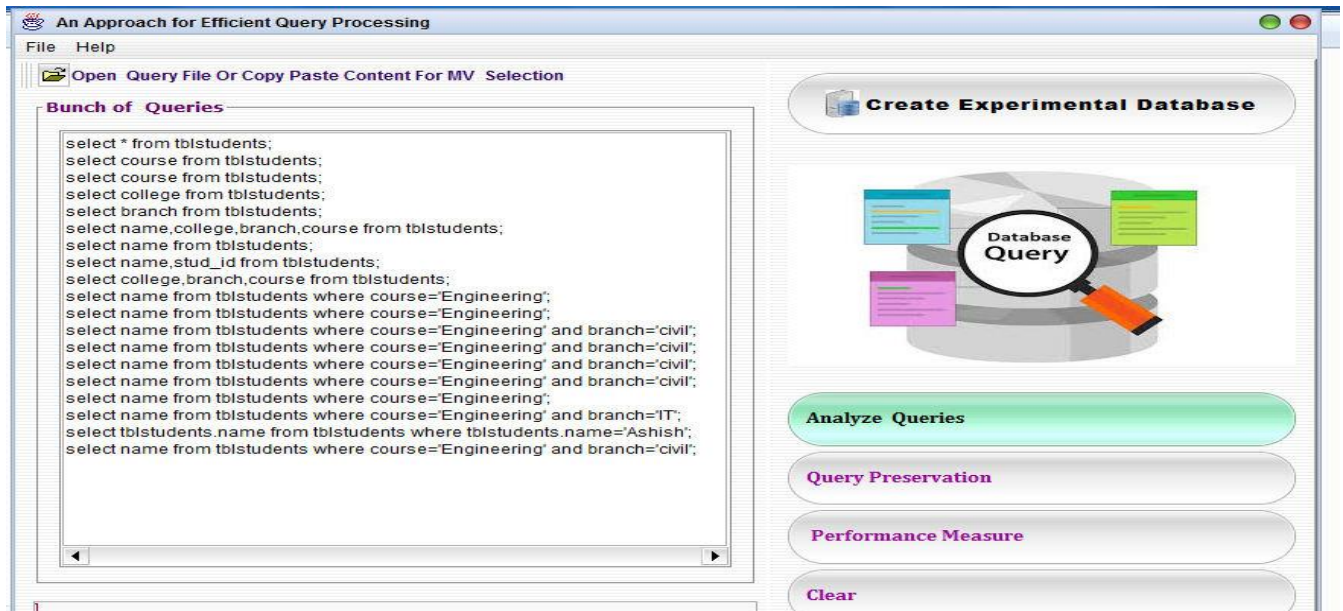 An Approach for Efficient Query Processing
File Help
Open Query File Or Copy Paste Content For MV Selection
Bunch of Queries
select * from tblstudents;
select course from tblstudents;
select course from tblstudents;
select college from tblstudents;
select branch from tblstudents;
select name,college,branch,course from tblstudents;
select name from tblstudents;
select name,stud_id from tblstudents;
select college,branch,course from tblstudents;
select name from tblstudents where course='Engineering';
select name from tblstudents where course='Engineering';
select name from tblstudents where course='Engineering' and branch='civil';
select name from tblstudents where course='Engineering' and branch='civil';
select name from tblstudents where course='Engineering' and branch='civil';
select name from tblstudents where course='Engineering' and branch='civil';
select name from tblstudents where course='Engineering';
select name from tblstudents where course='Engineering' and branch='IT';
select tblstudents.name from tblstudents where tblstudents.name='Ashish';
select name from tblstudents where course='Engineering' and branch='civil';
Create Experimental Database
Database
Query
Analyze Queries
Query Preservation
Performance Measure
Clear